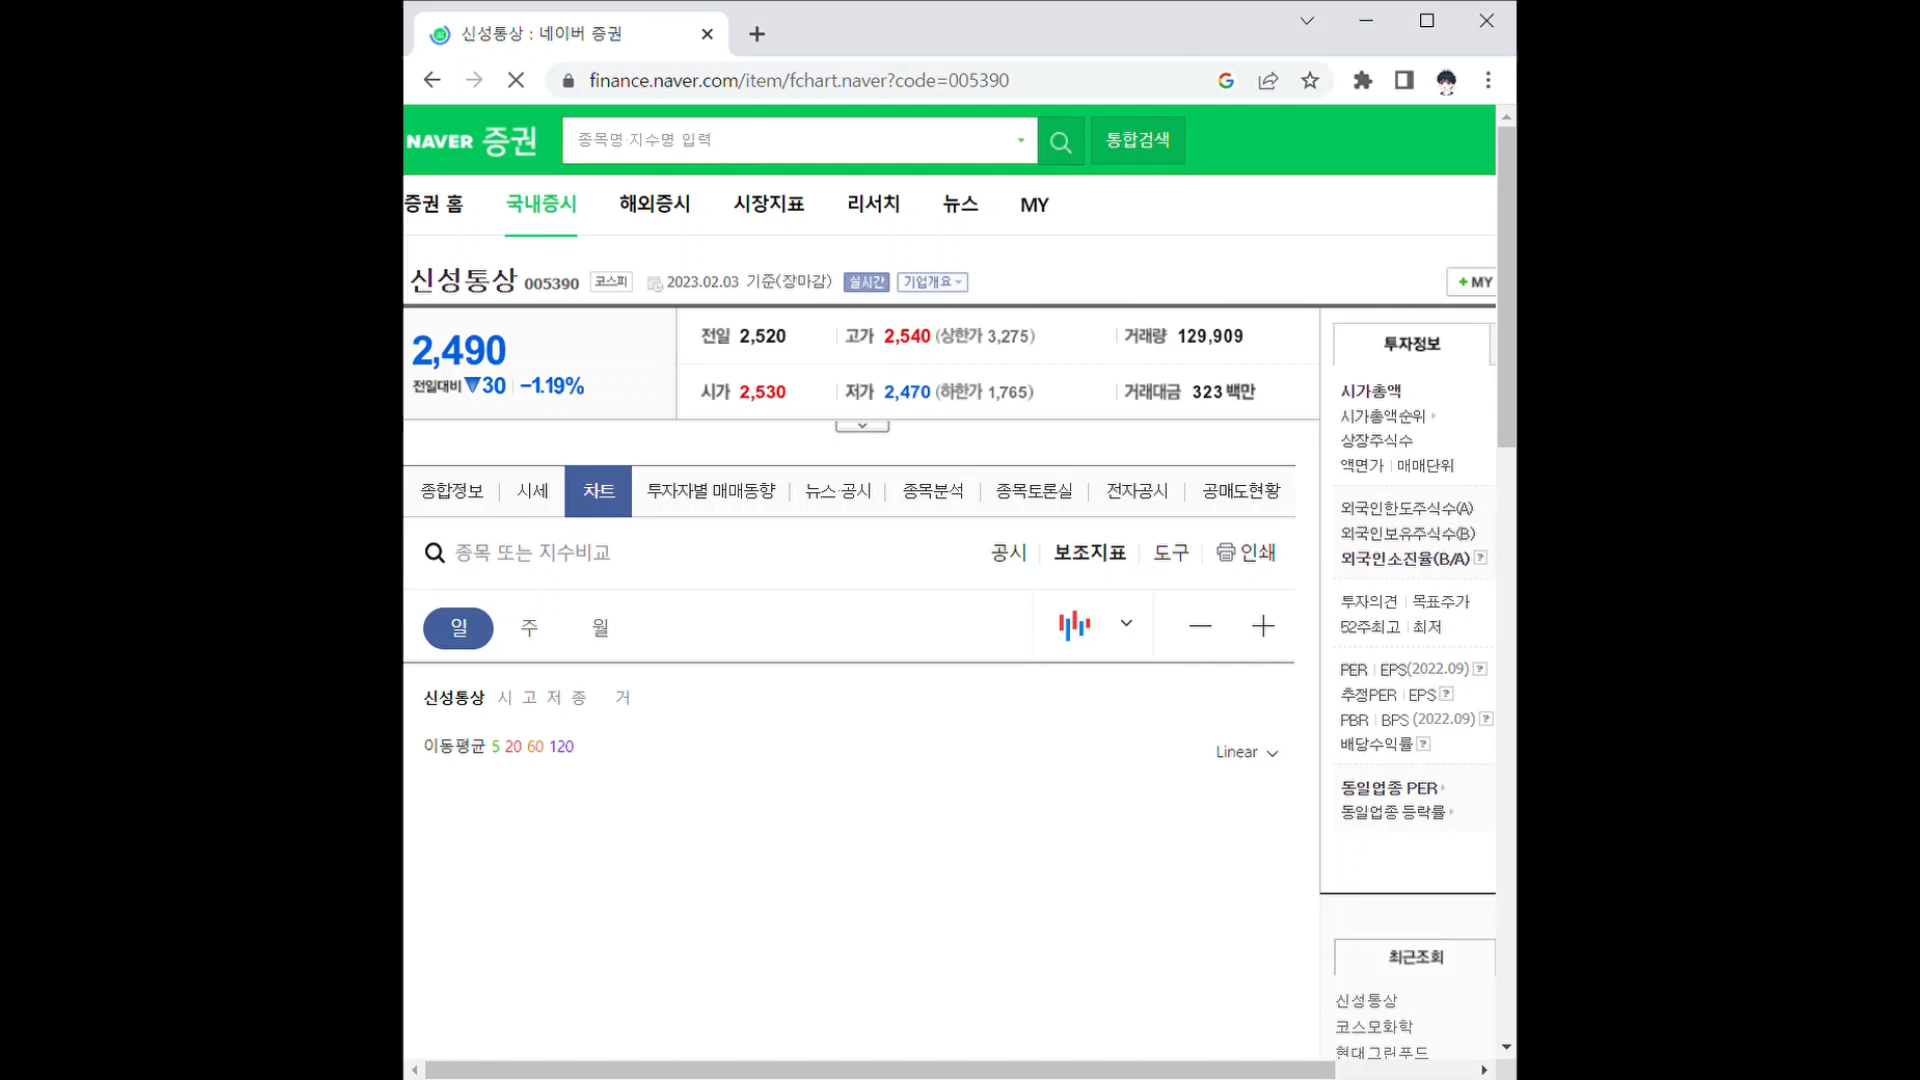 신성통상 : 네이버 증권
finance.naver.com/item/fchart.naver?code=005390
NAVER 증권
종목명·지수명 입력
통합검색
증권 홈 국내증시 해외증시 시장지표 리서치 뉴스 MY
신성통상 005390 코스피 2023.02.03 기준(장마감) 실시간 기업개요
+ MY
2,490
전일대비 ▼30 -1.19%
전일 2,520 고가 2,540 (상한가 3,275) 거래량 129,909
시가 2,530 저가 2,470 (하한가 1,765) 거래대금 323 백만
종합정보 시세 차트 투자자별 매매동향 뉴스·공시 종목분석 종목토론실 전자공시 공매도현황
종목 또는 지수비교
공시 보조지표 도구 인쇄
일 주 월
신성통상 시 고 저 종 거
이동평균 5 20 60 120
Linear
투자정보
시가총액
시가총액순위
상장주식수
액면가 매매단위
외국인한도주식수(A)
외국인보유주식수(B)
외국인소진율(B/A) ?
투자의견 목표주가
52주최고 최저
PER EPS(2022.09) ?
추정PER EPS ?
PBR BPS (2022.09) ?
배당수익률 ?
동일업종 PER
동일업종 등락률
최근조회
신성통상
코스모화학
현대그린푸드